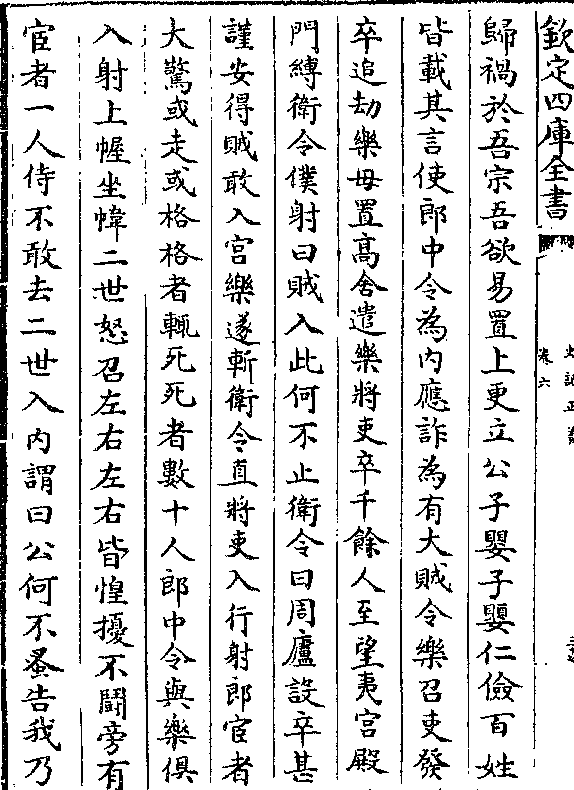 欽定四庫全書
史記正義
卷六
歸禍於吾宗吾欲易置上更立公子嬰子嬰仁儉百姓
皆載其言使郎中令為内應詐為有大賊令樂召吏發
卒追劫樂母置髙舍遣樂將吏卒千餘人至望夷宮殿
門縛衛令僕射曰賊入此何不止衛令曰周廬設卒甚
謹安得賊敢入宮樂遂斬衛令直將吏入行射郎宦者
大驚或走或格格者輒死死者數十人郎中令與樂俱
入射上幄坐幃二世怒召左右左右皆惶擾不鬬旁有
宦者一人侍不敢去二世入内謂曰公何不蚤告我乃